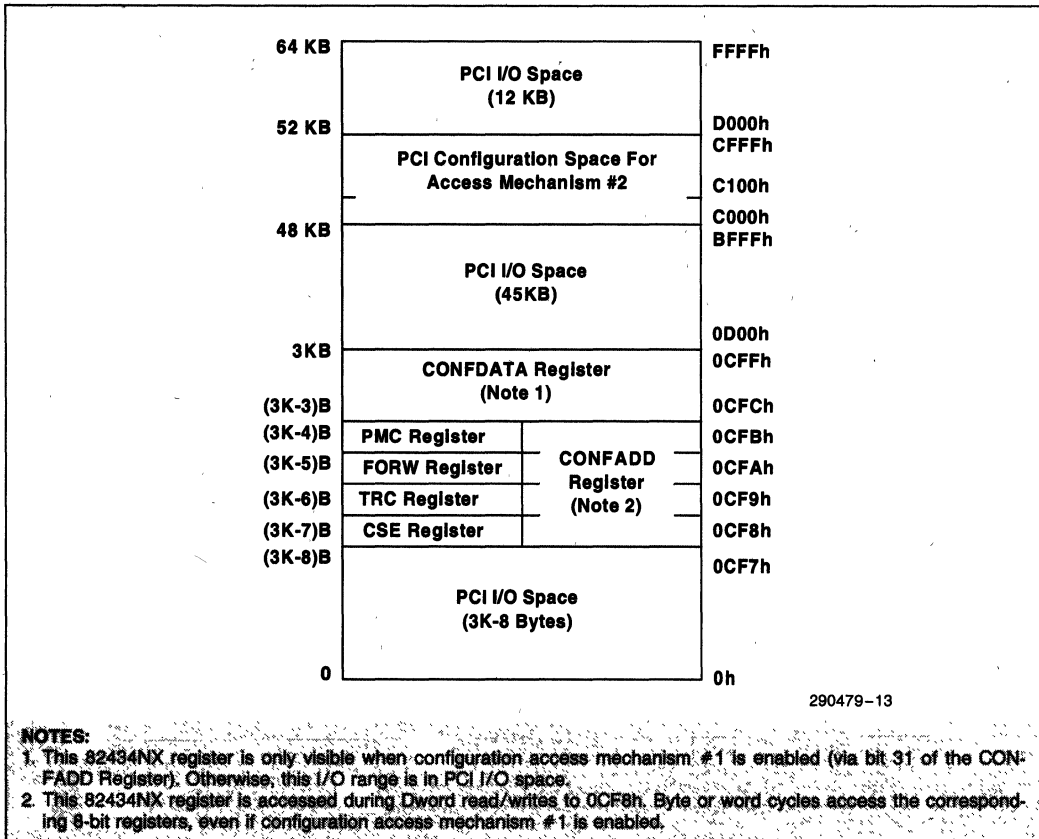 64 KB
FFFFh
PCI I/O Space
(12 KB)
52 KB
D000h
CFFFh
PCI Configuration Space For
Access Mechanism #2
C100h
C000h
48 KB
BFFFh
PCI I/O Space
(45KB)
0D00h
3KB
0CFFh
CONFDATA Register
(Note 1)
(3K-3)B
0CFCh
(3K-4)B PMC Register 0CFBh
(3K-5)B FORW Register 0CFAh
(3K-6)B TRC Register 0CF9h
(3K-7)B CSE Register 0CF8h
CONFADD
Register
(Note 2)
(3K-8)B
0CF7h
PCI I/O Space
(3K-8 Bytes)
0
0h
290479–13
NOTES:
1. This 82434NX register is only visible when configuration access mechanism #1 is enabled (via bit 31 of the CON-
FADD Register). Otherwise, this I/O range is in PCI I/O space.
2. This 82434NX register is accessed during Dword read/writes to 0CF8h. Byte or word cycles access the correspond-
ing 8-bit registers, even if configuration access mechanism #1 is enabled.